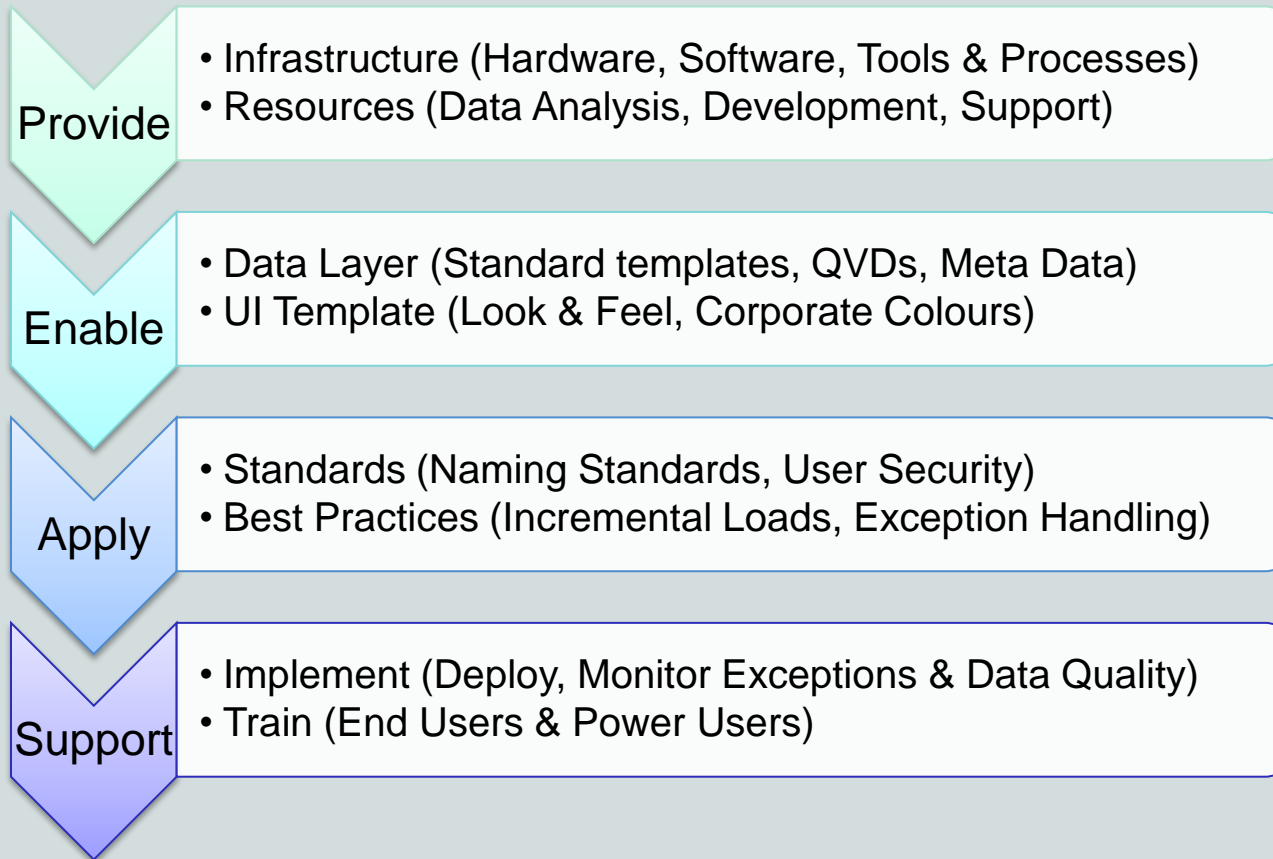 Provide
• Infrastructure (Hardware, Software, Tools & Processes)
• Resources (Data Analysis, Development, Support)
Enable
• Data Layer (Standard templates, QVDs, Meta Data)
• UI Template (Look & Feel, Corporate Colours)
Apply
• Standards (Naming Standards, User Security)
• Best Practices (Incremental Loads, Exception Handling)
Support
• Implement (Deploy, Monitor Exceptions & Data Quality)
• Train (End Users & Power Users)